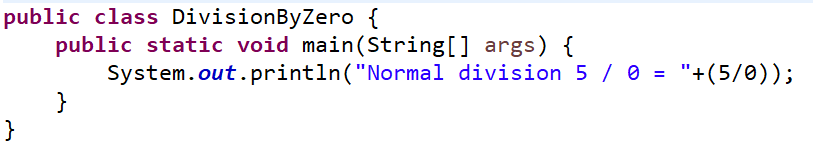 public class DivisionByZero {
    public static void main(String[] args) {
        System.out.println("Normal division 5 / 0 = "+(5/0));
    }
}